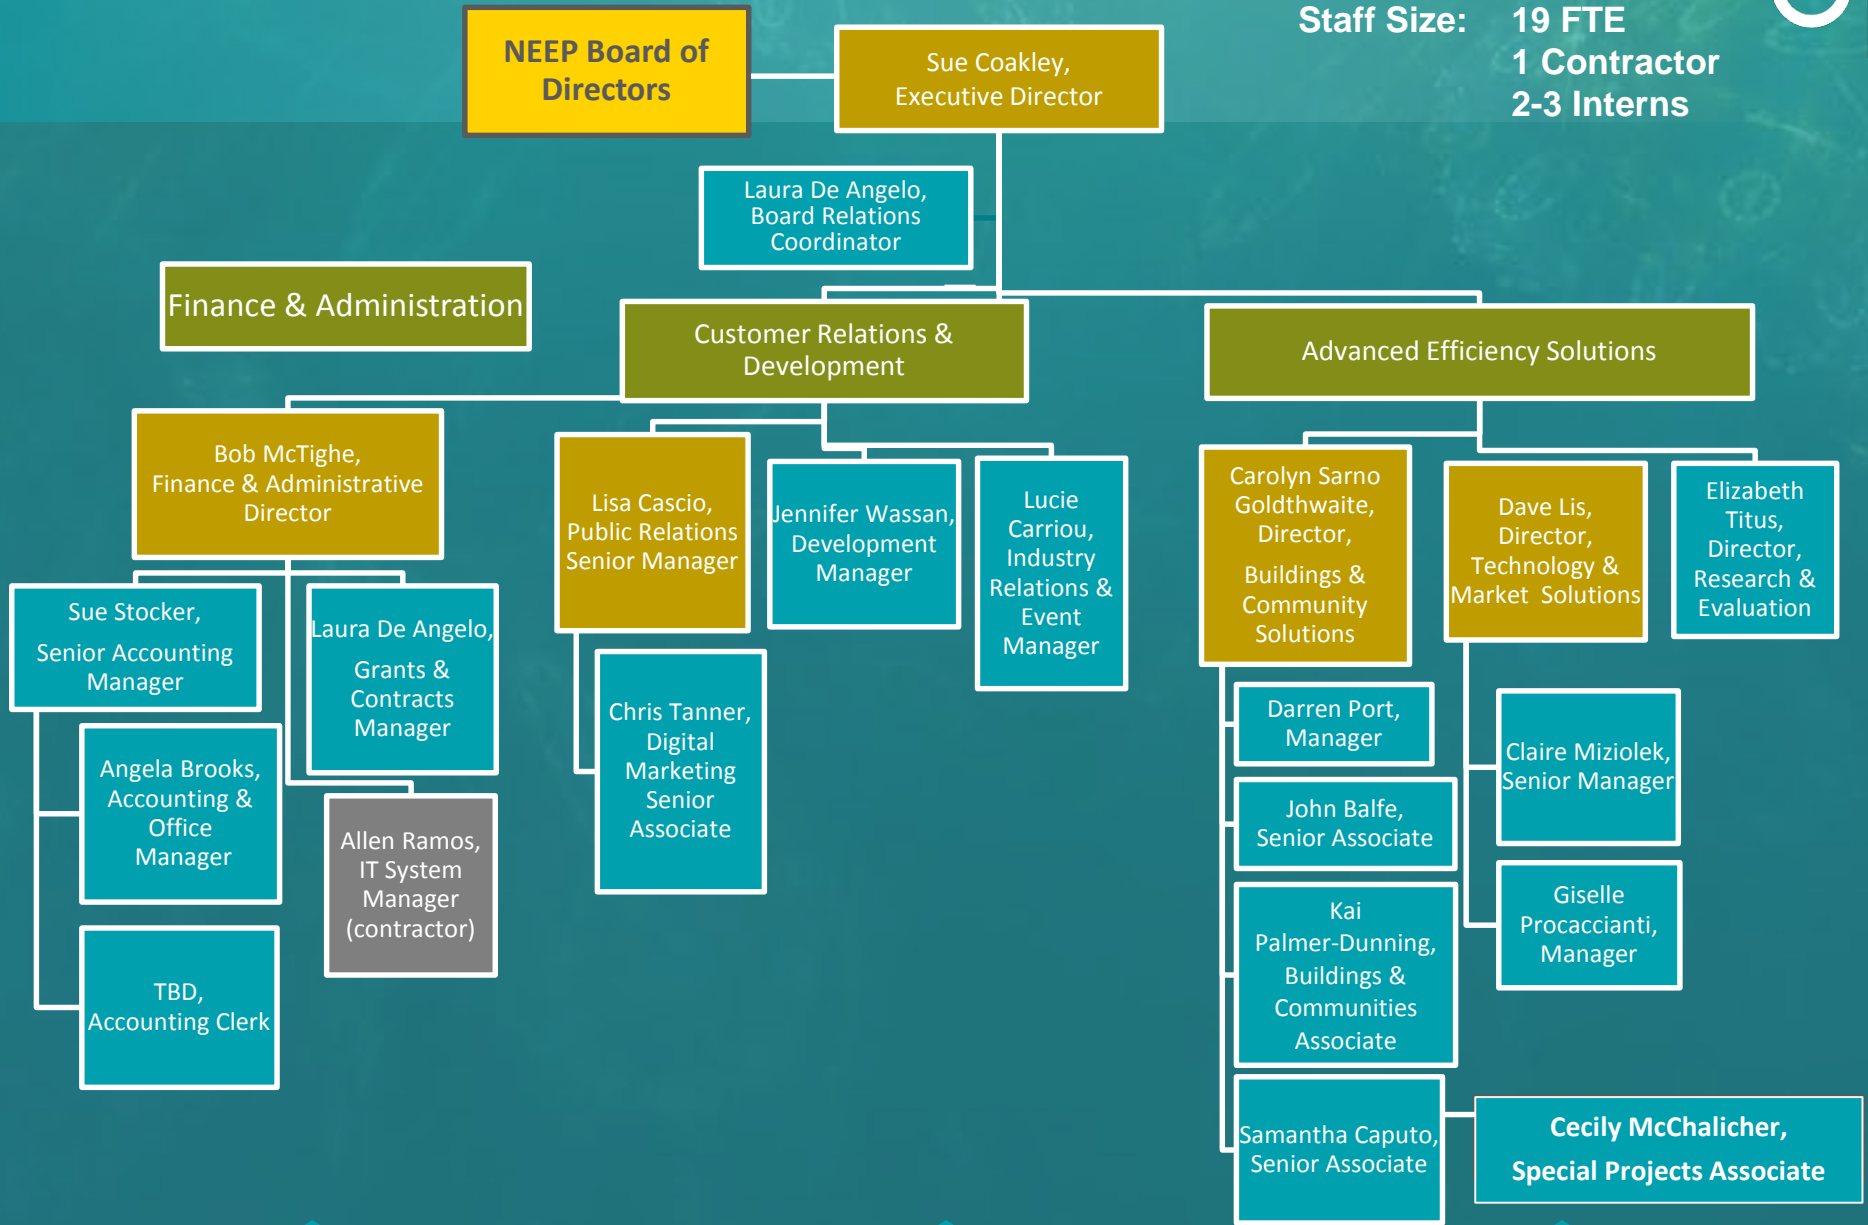 Staff Size: 19 FTE
1 Contractor
2-3 Interns
NEEP Board of
Directors
Sue Coakley,
Executive Director
Laura De Angelo,
Board Relations
Coordinator
Finance & Administration
Customer Relations &
Development
Advanced Efficiency Solutions
Bob McTighe,
Finance & Administrative
Director
Sue Stocker,
Senior Accounting
Manager
Laura De Angelo,
Grants &
Contracts
Manager
Angela Brooks,
Accounting &
Office
Manager
Allen Ramos,
IT System
Manager
(contractor)
TBD,
Accounting Clerk
Lisa Cascio,
Public Relations
Senior Manager
Jennifer Wassan,
Development
Manager
Lucie
Carriou,
Industry
Relations &
Event
Manager
Chris Tanner,
Digital
Marketing
Senior
Associate
Carolyn Sarno
Goldthwaite,
Director,
Buildings &
Community
Solutions
Dave Lis,
Director,
Technology &
Market Solutions
Elizabeth
Titus,
Director,
Research &
Evaluation
Darren Port,
Manager
John Balfe,
Senior Associate
Kai
Palmer-Dunning,
Buildings &
Communities
Associate
Samantha Caputo,
Senior Associate
Claire Miziolek,
Senior Manager
Giselle
Procaccianti,
Manager
Cecily McChalicher,
Special Projects Associate